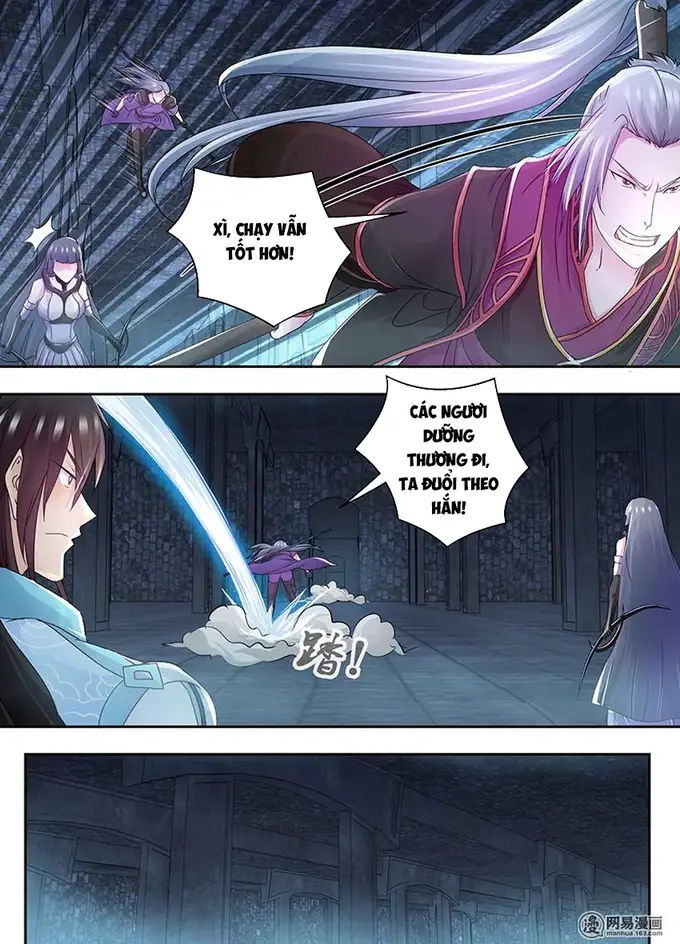 XÌ, CHẠY VẪN
TỐT HƠN!
CÁC NGƯƠI
DƯỠNG
THƯƠNG ĐI,
TA ĐUỔI THEO
HẮN!
踏!
漫 网易漫画
manhua.163.com